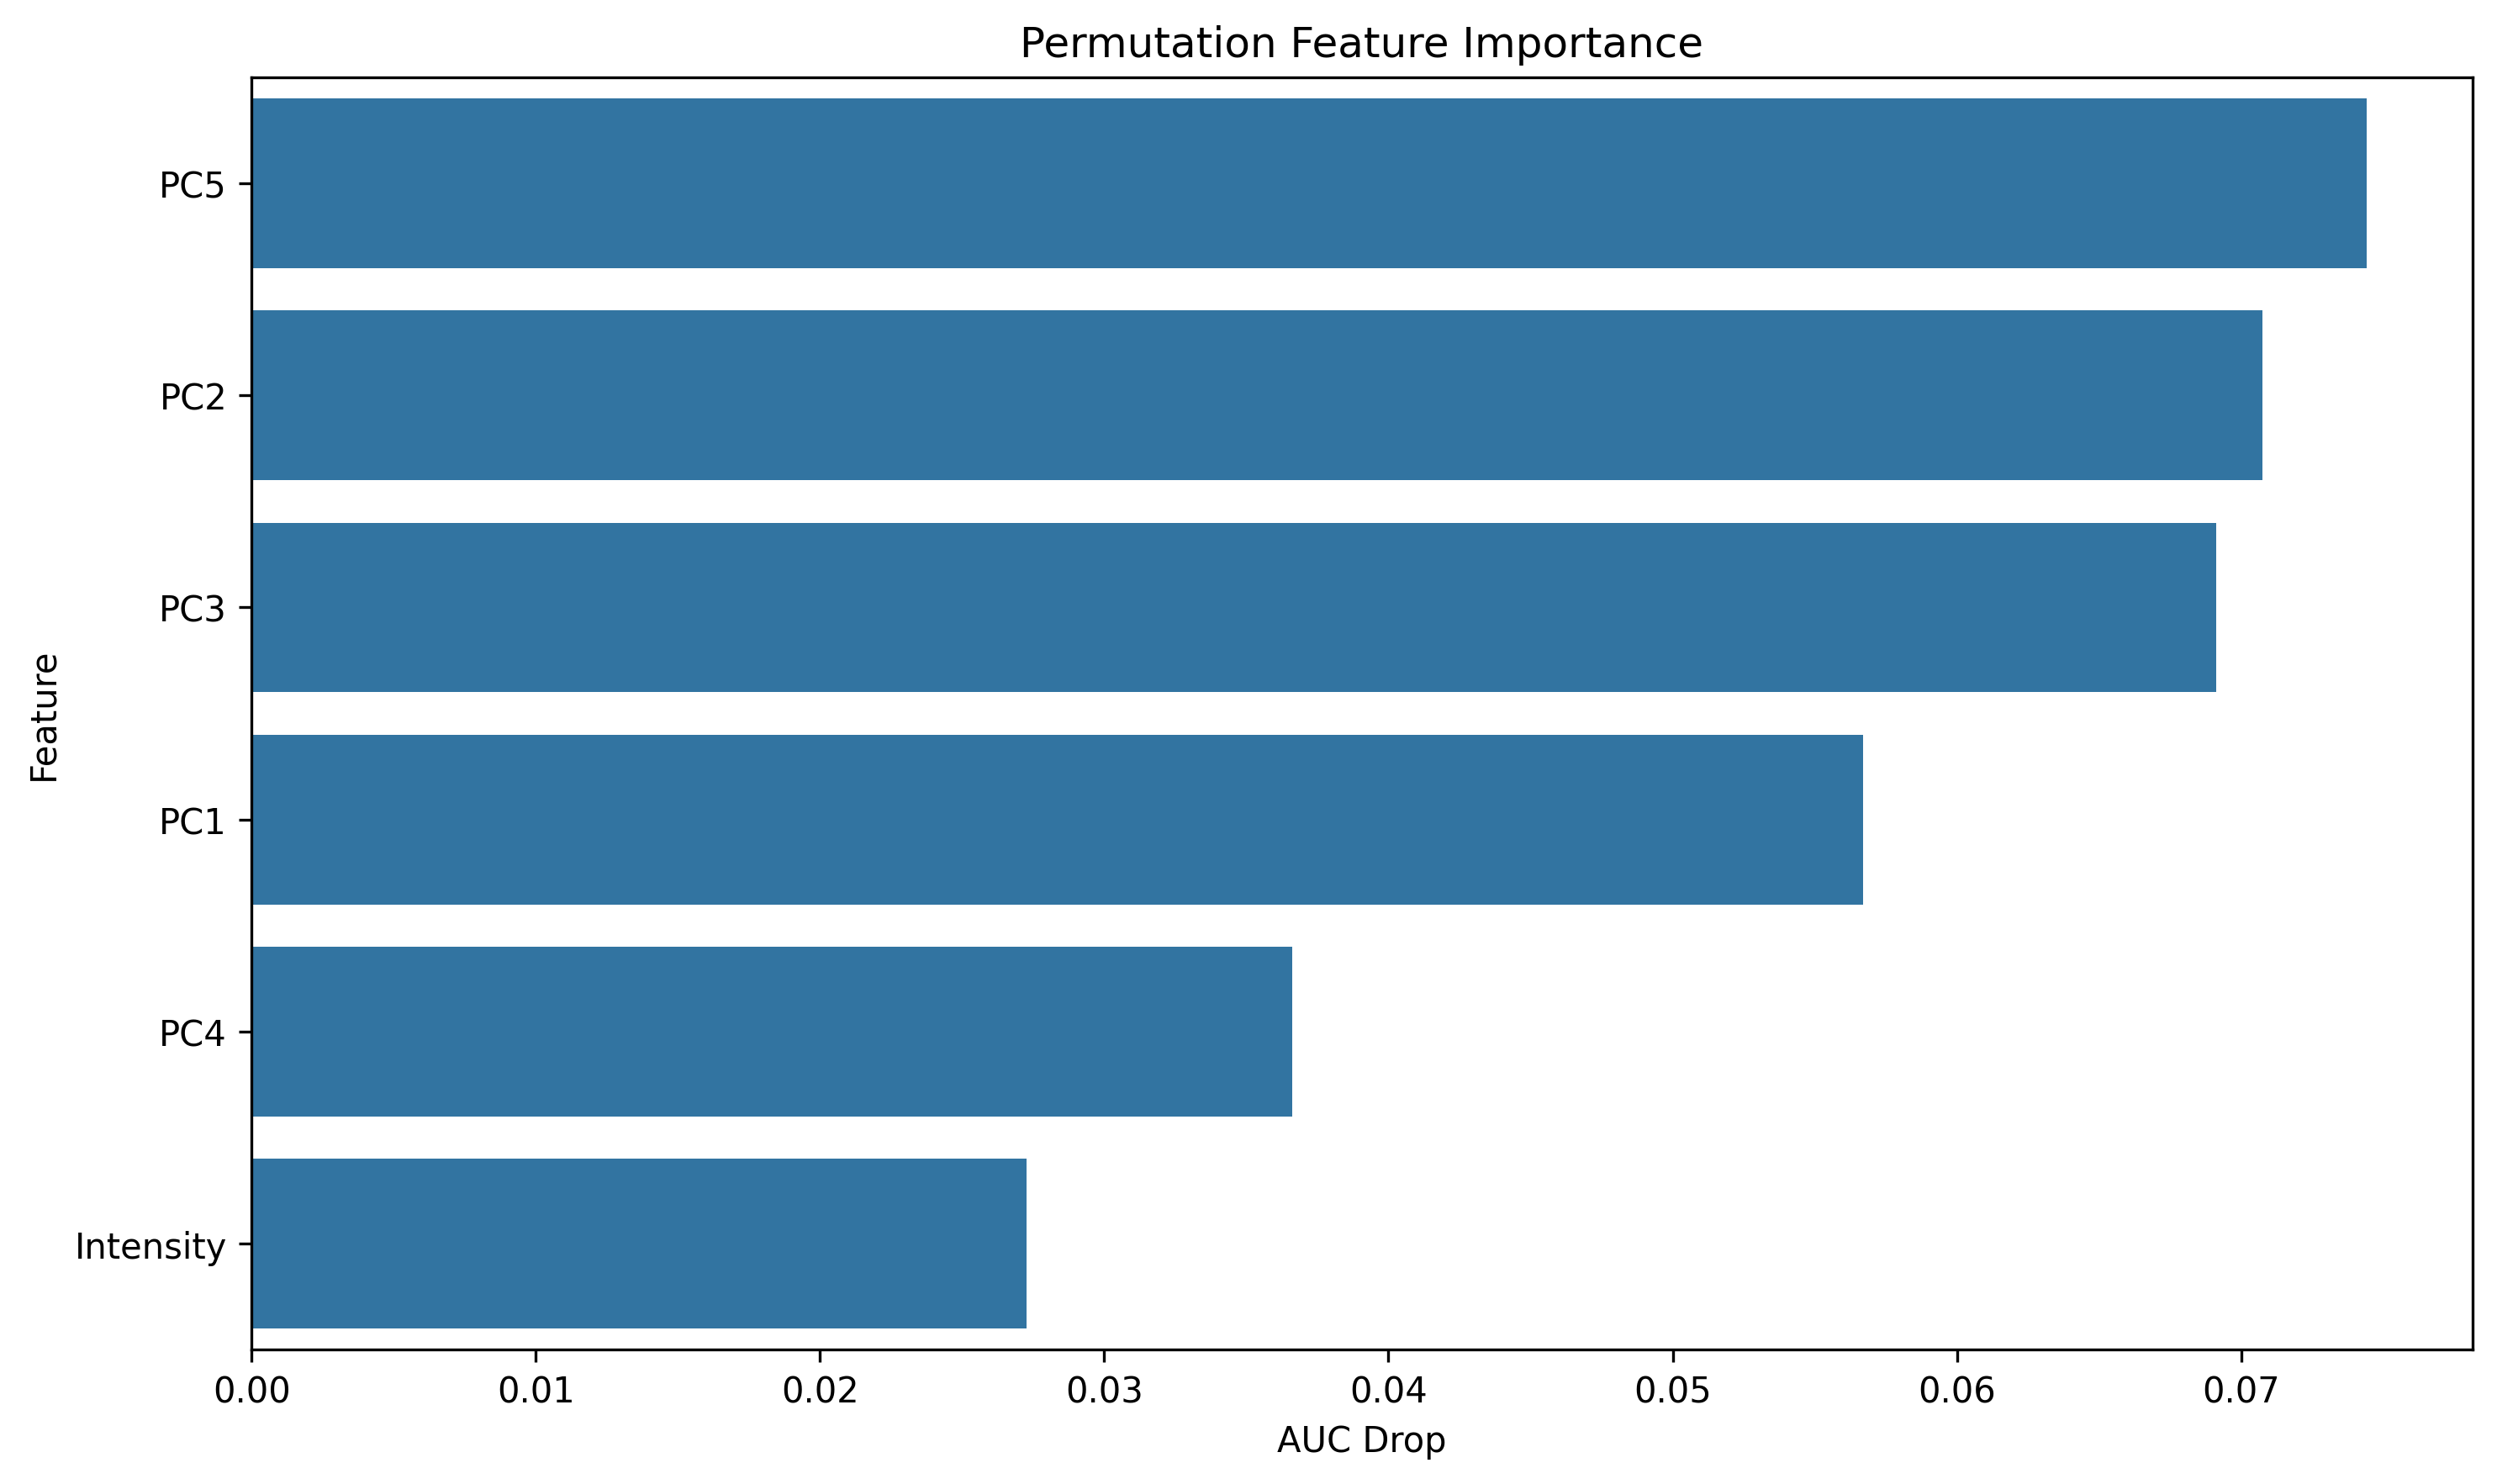 Permutation Feature Importance
Feature
PC5
PC2
PC3
PC1
PC4
Intensity
0.00 0.01 0.02 0.03 0.04 0.05 0.06 0.07
AUC Drop